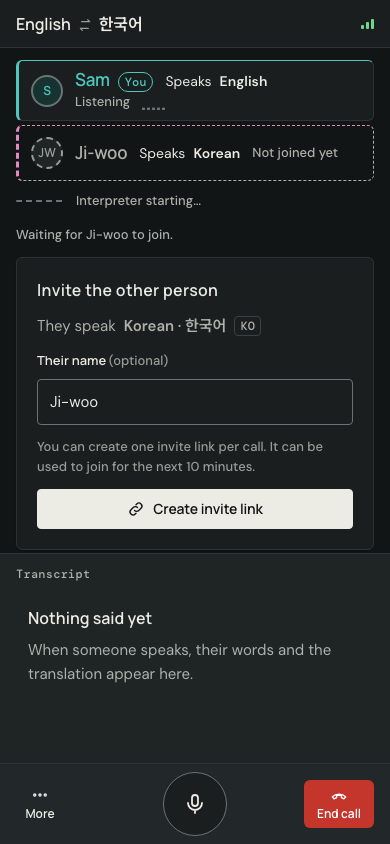 English ⇌ 한국어
S Sam You Speaks English
Listening
JW Ji-woo Speaks Korean Not joined yet
Interpreter starting…
Waiting for Ji-woo to join.
Invite the other person
They speak Korean · 한국어 KO
Their name (optional)
Ji-woo
You can create one invite link per call. It can be
used to join for the next 10 minutes.
Create invite link
Transcript
Nothing said yet
When someone speaks, their words and the
translation appear here.
More
End call